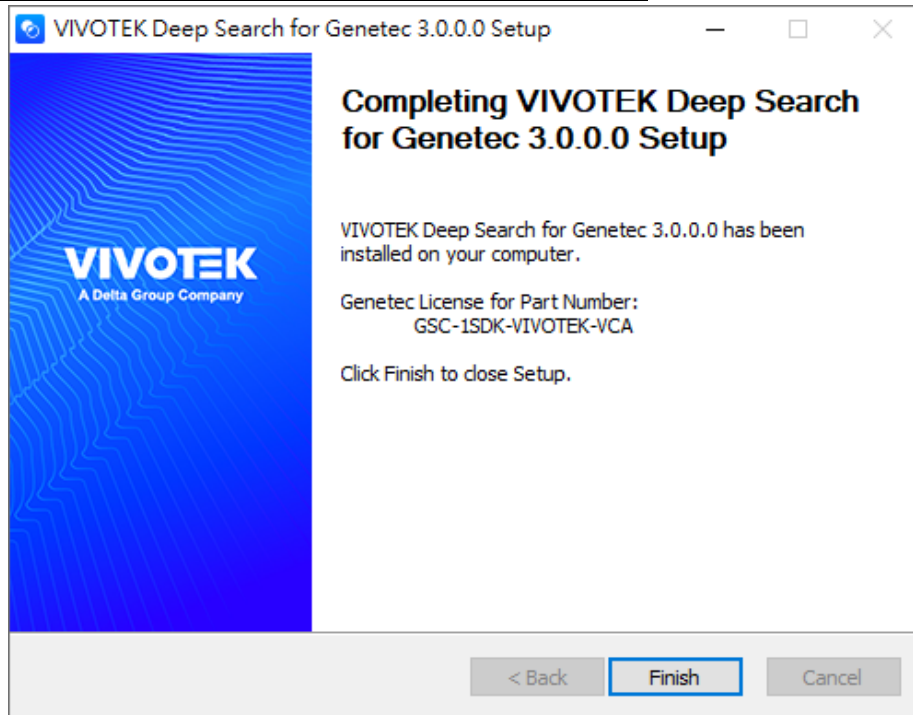 VIVOTEK Deep Search for Genetec 3.0.0.0 Setup
Completing VIVOTEK Deep Search
for Genetec 3.0.0.0 Setup
VIVOTEK Deep Search for Genetec 3.0.0.0 has been
installed on your computer.
Genetec License for Part Number:
GSC-1SDK-VIVOTEK-VCA
Click Finish to close Setup.
VIVOTEK
A Delta Group Company
< Back
Finish
Cancel